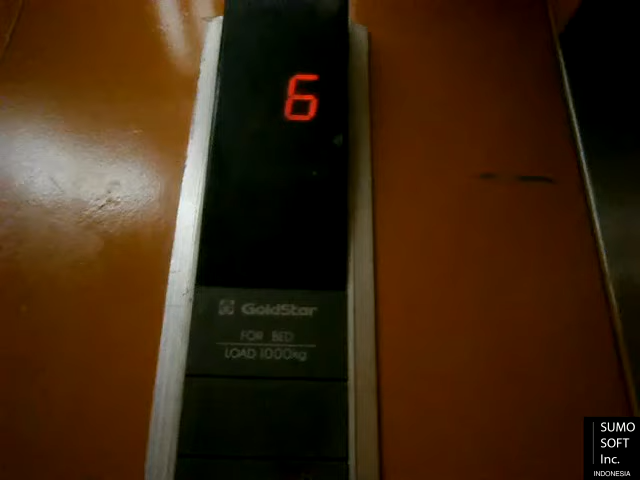 6
GoldStar
FOR BED
LOAD 1000kg
SUMO
SOFT
Inc.
INDONESIA